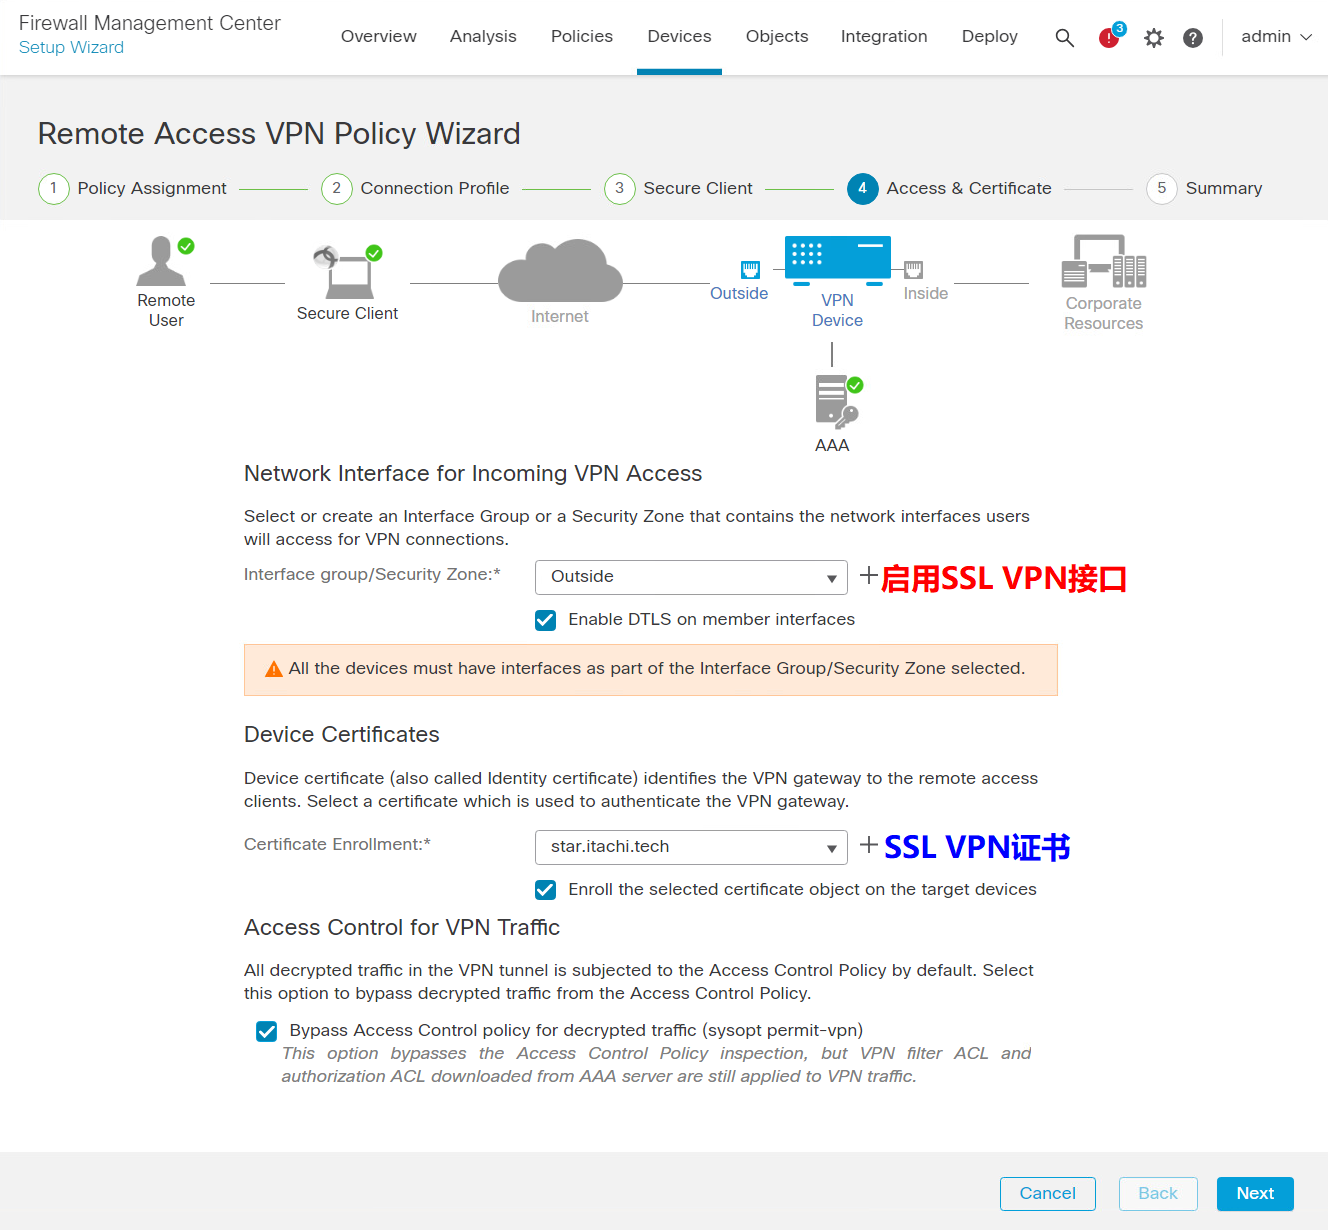 Firewall Management Center
Setup Wizard
Overview Analysis Policies Devices Objects Integration Deploy 3 admin
Remote Access VPN Policy Wizard
1 Policy Assignment 2 Connection Profile 3 Secure Client 4 Access & Certificate 5 Summary
Remote
User
Secure Client
Internet
Outside
VPN
Device
Inside
Corporate
Resources
AAA
Network Interface for Incoming VPN Access
Select or create an Interface Group or a Security Zone that contains the network interfaces users
will access for VPN connections.
Interface group/Security Zone:* Outside +启用SSL VPN接口
Enable DTLS on member interfaces
All the devices must have interfaces as part of the Interface Group/Security Zone selected.
Device Certificates
Device certificate (also called Identity certificate) identifies the VPN gateway to the remote access
clients. Select a certificate which is used to authenticate the VPN gateway.
Certificate Enrollment:* star.itachi.tech +SSL VPN证书
Enroll the selected certificate object on the target devices
Access Control for VPN Traffic
All decrypted traffic in the VPN tunnel is subjected to the Access Control Policy by default. Select
this option to bypass decrypted traffic from the Access Control Policy.
Bypass Access Control policy for decrypted traffic (sysopt permit-vpn)
This option bypasses the Access Control Policy inspection, but VPN filter ACL and
authorization ACL downloaded from AAA server are still applied to VPN traffic.
Cancel Back Next